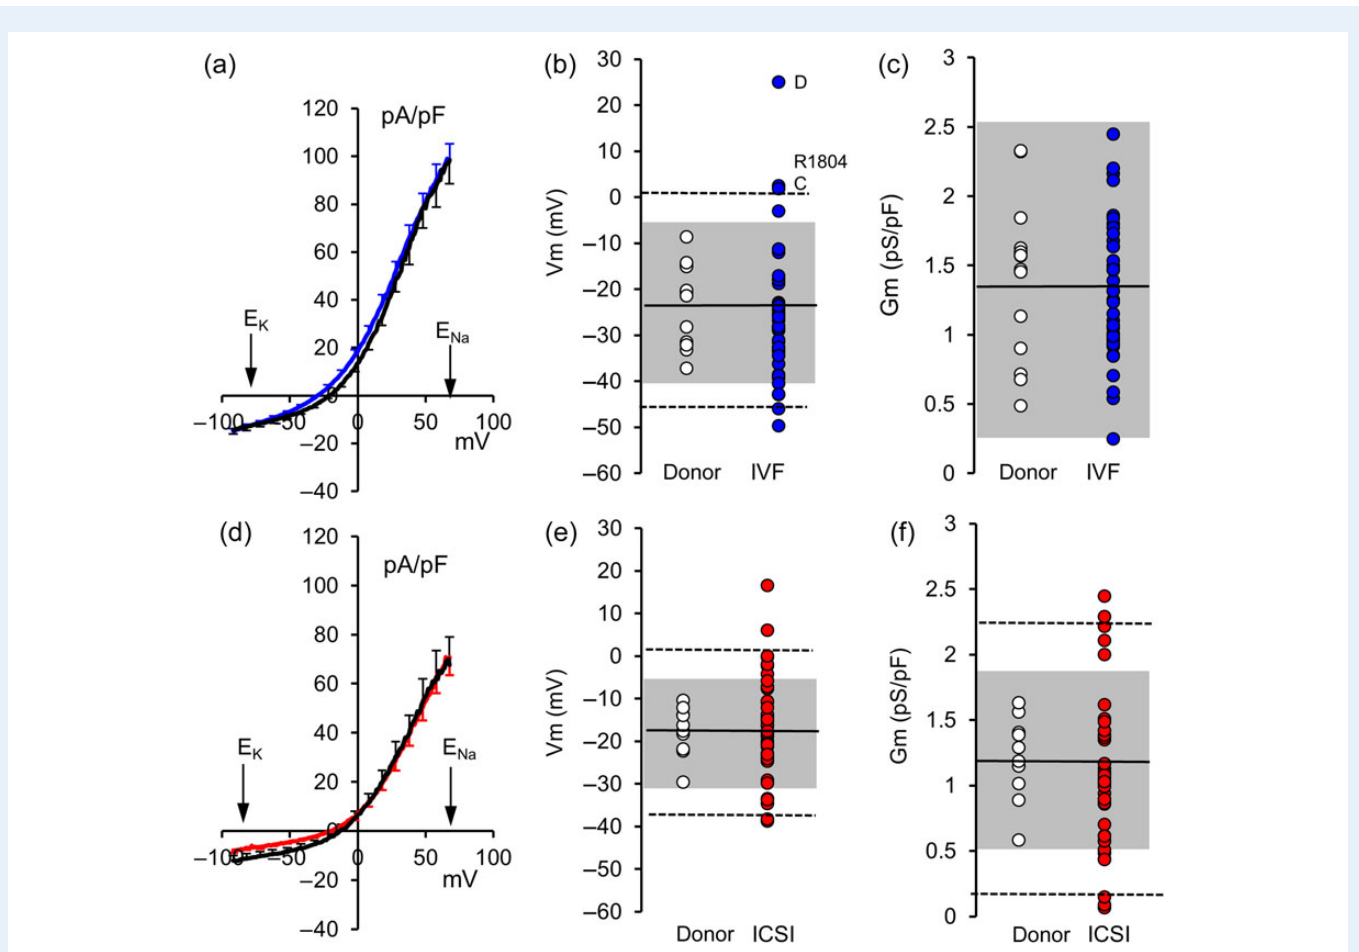 (a)
pA/pF
120
100
80
60
40
20
0
–20
–40
–100
–50
0
50
100
mV
E_K
E_Na
(b)
Vm (mV)
30
20
10
0
–10
–20
–30
–40
–50
–60
D
R1804
C
Donor IVF
(c)
Gm (pS/pF)
3
2.5
2
1.5
1
0.5
0
Donor IVF
(d)
pA/pF
120
100
80
60
40
20
0
–20
–40
–100
–50
0
50
100
mV
E_K
E_Na
(e)
Vm (mV)
30
20
10
0
–10
–20
–30
–40
–50
–60
Donor ICSI
(f)
Gm (pS/pF)
3
2.5
2
1.5
1
0.5
0
Donor ICSI